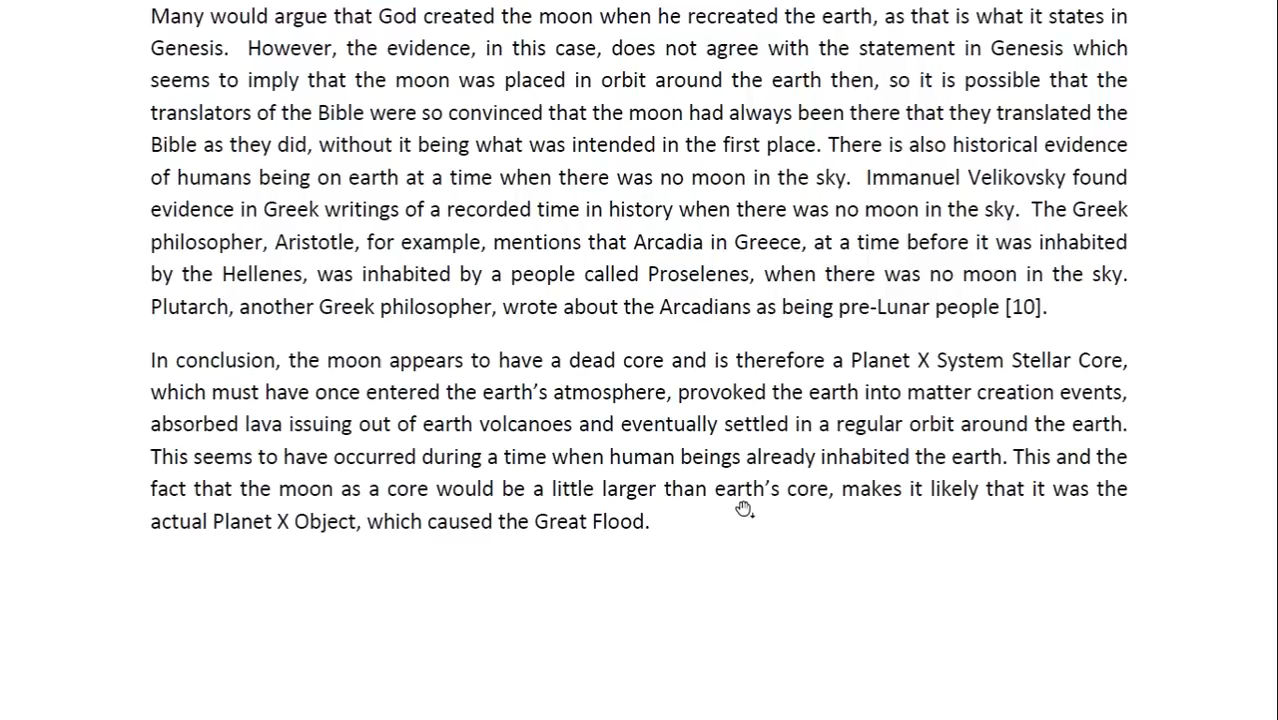 Many would argue that God created the moon when he recreated the earth, as that is what it states in
Genesis.  However, the evidence, in this case, does not agree with the statement in Genesis which
seems to imply that the moon was placed in orbit around the earth then, so it is possible that the
translators of the Bible were so convinced that the moon had always been there that they translated the
Bible as they did, without it being what was intended in the first place. There is also historical evidence
of humans being on earth at a time when there was no moon in the sky.  Immanuel Velikovsky found
evidence in Greek writings of a recorded time in history when there was no moon in the sky.  The Greek
philosopher, Aristotle, for example, mentions that Arcadia in Greece, at a time before it was inhabited
by the Hellenes, was inhabited by a people called Proselenes, when there was no moon in the sky.
Plutarch, another Greek philosopher, wrote about the Arcadians as being pre-Lunar people [10].
In conclusion, the moon appears to have a dead core and is therefore a Planet X System Stellar Core,
which must have once entered the earth’s atmosphere, provoked the earth into matter creation events,
absorbed lava issuing out of earth volcanoes and eventually settled in a regular orbit around the earth.
This seems to have occurred during a time when human beings already inhabited the earth. This and the
fact that the moon as a core would be a little larger than earth’s core, makes it likely that it was the
actual Planet X Object, which caused the Great Flood.